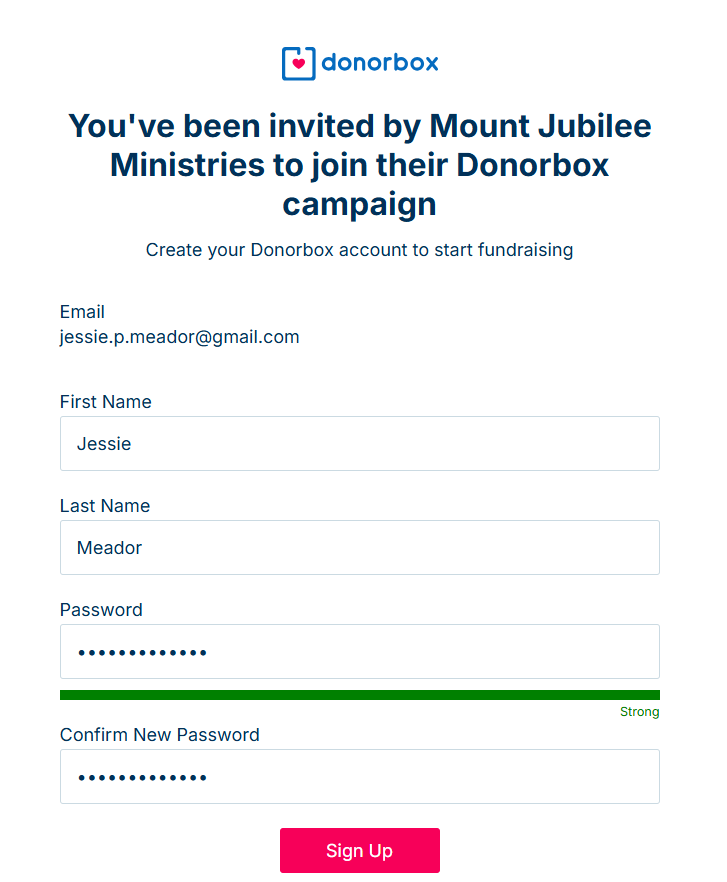 donorbox
You've been invited by Mount Jubilee
Ministries to join their Donorbox
campaign
Create your Donorbox account to start fundraising
Email
jessie.p.meador@gmail.com
First Name
Jessie
Last Name
Meador
Password
•••••••••••••
Strong
Confirm New Password
•••••••••••••
Sign Up